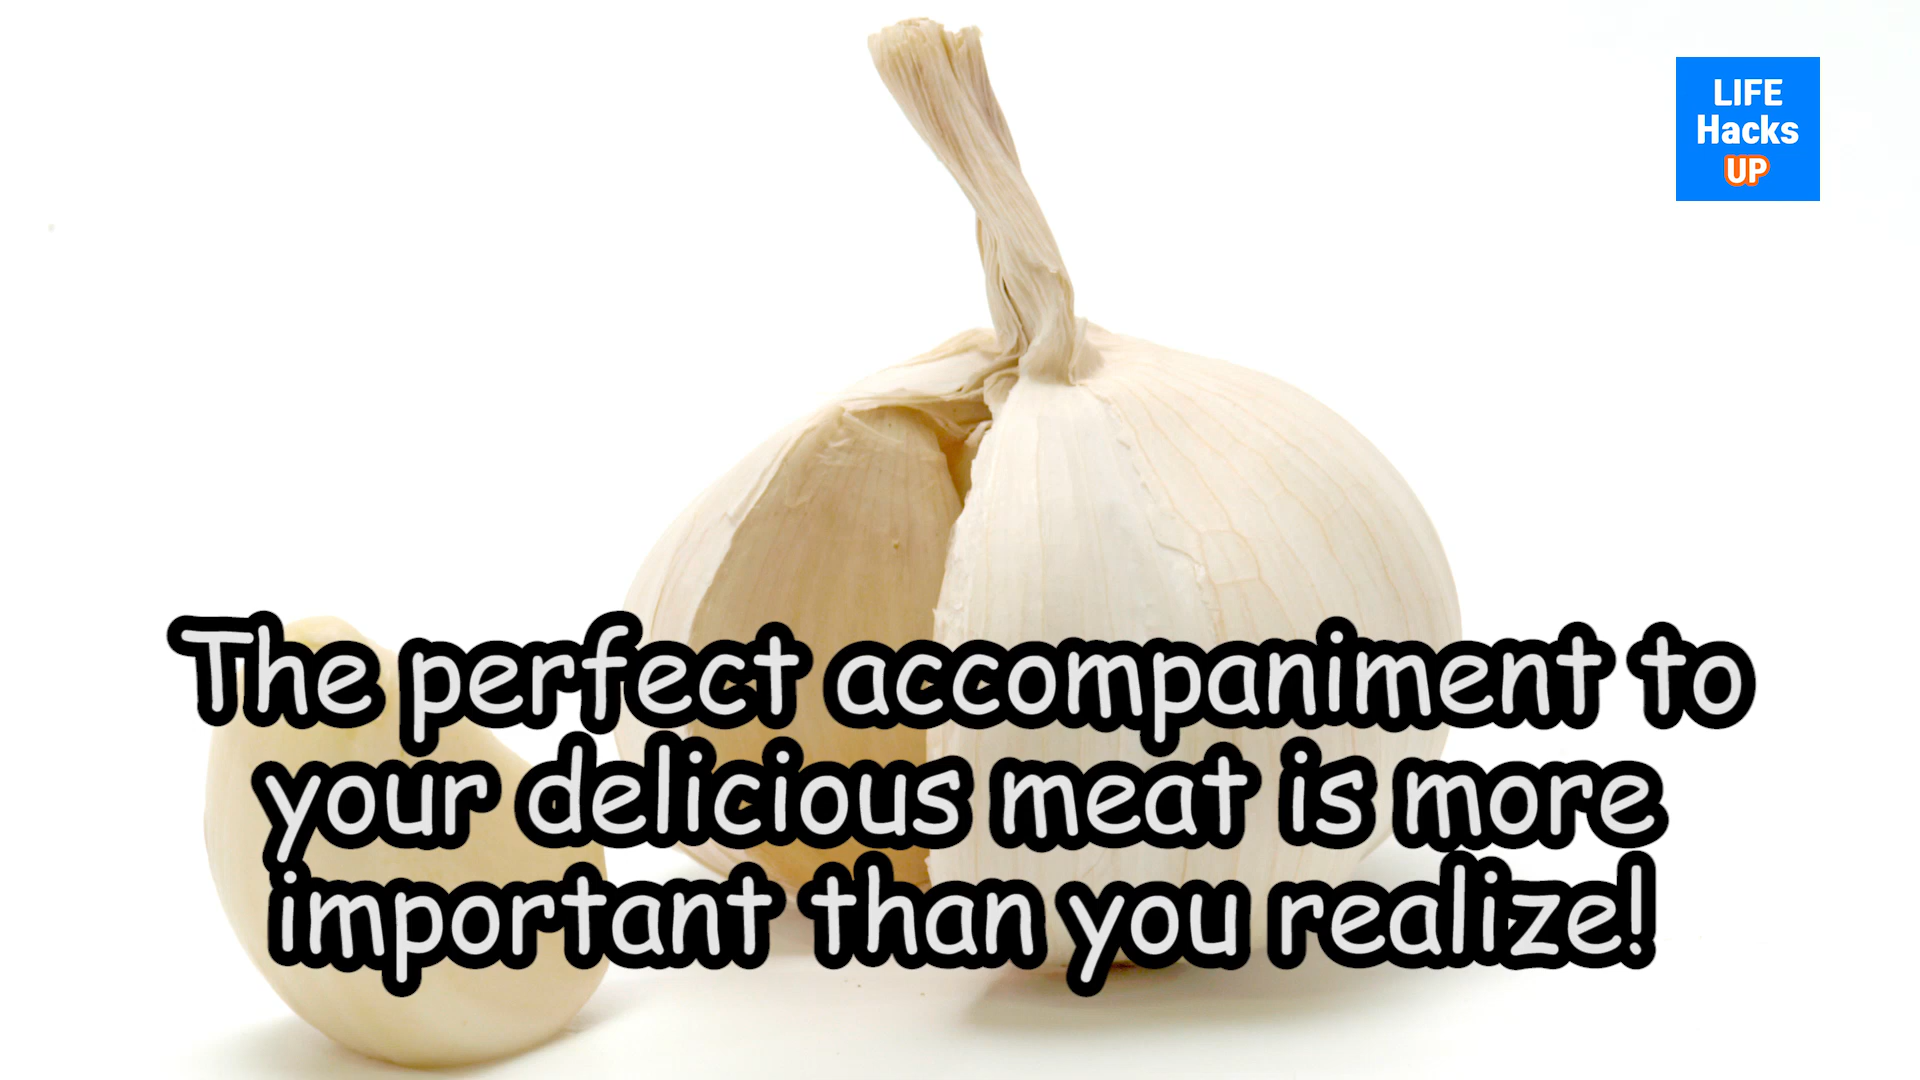 LIFE
Hacks
UP
The perfect accompaniment to
your delicious meat is more
important than you realize!